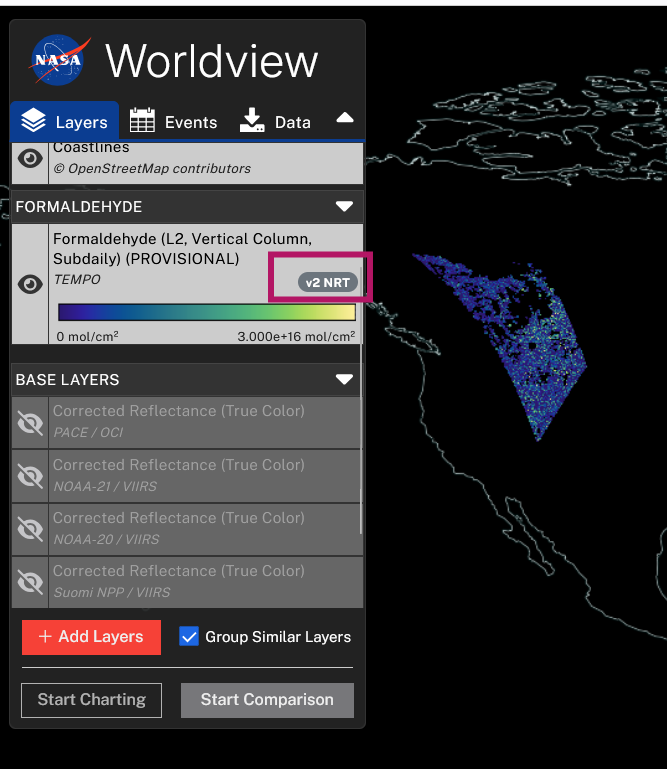 NASA
Worldview
Layers
Events
Data
Coastlines
© OpenStreetMap contributors
FORMALDEHYDE
Formaldehyde (L2, Vertical Column,
Subdaily) (PROVISIONAL)
TEMPO
v2 NRT
0 mol/cm²
3.000e+16 mol/cm²
BASE LAYERS
Corrected Reflectance (True Color)
PACE / OCI
Corrected Reflectance (True Color)
NOAA-21 / VIIRS
Corrected Reflectance (True Color)
NOAA-20 / VIIRS
Corrected Reflectance (True Color)
Suomi NPP / VIIRS
+ Add Layers
Group Similar Layers
Start Charting
Start Comparison